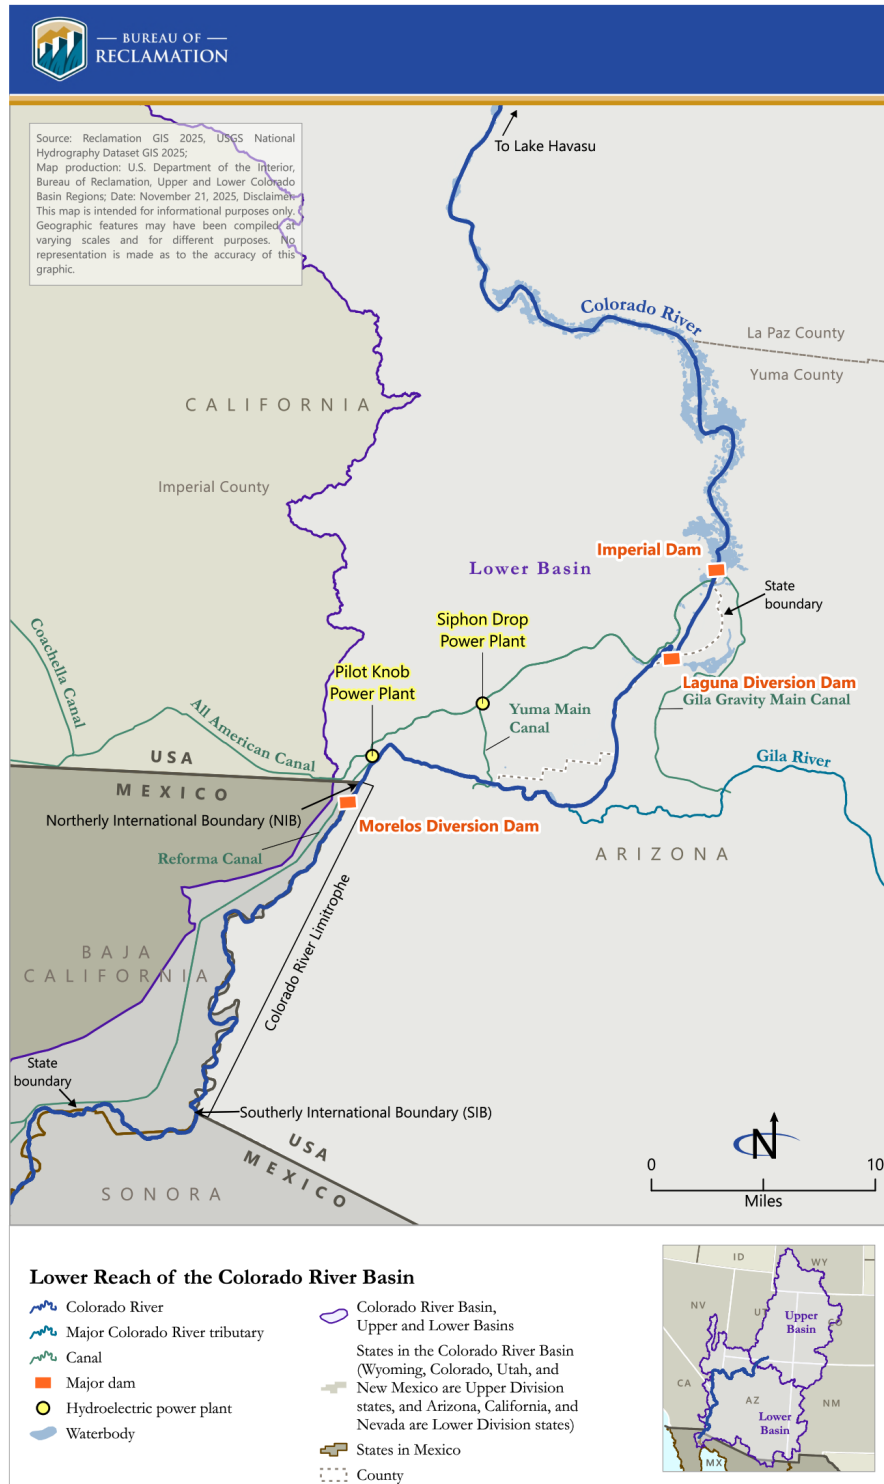 BUREAU OF
RECLAMATION
Source: Reclamation GIS 2025, USGS National
Hydrography Dataset GIS 2025;
Map production: U.S. Department of the Interior,
Bureau of Reclamation, Upper and Lower Colorado
Basin Regions; Date: November 21, 2025, Disclaimer:
This map is intended for informational purposes only.
Geographic features may have been compiled at
varying scales and for different purposes. No
representation is made as to the accuracy of this
graphic.
To Lake Havasu
Colorado River
La Paz County
Yuma County
CALIFORNIA
Imperial County
Imperial Dam
Lower Basin
State
boundary
Siphon Drop
Power Plant
Coachella Canal
Pilot Knob
Power Plant
Laguna Diversion Dam
Gila Gravity Main Canal
All American Canal
Yuma Main
Canal
USA
MEXICO
Gila River
Northerly International Boundary (NIB)
Morelos Diversion Dam
Reforma Canal
ARIZONA
Colorado River Limitrophe
BAJA
CALIFORNIA
State
boundary
Southerly International Boundary (SIB)
USA
MEXICO
N
SONORA
0 10
Miles
Lower Reach of the Colorado River Basin
Colorado River
Major Colorado River tributary
Canal
Major dam
Hydroelectric power plant
Waterbody
Colorado River Basin,
Upper and Lower Basins
States in the Colorado River Basin
(Wyoming, Colorado, Utah, and
New Mexico are Upper Division
states, and Arizona, California, and
Nevada are Lower Division states)
States in Mexico
County
ID
WY
NV
UT
CO
Upper
Basin
CA
AZ
NM
Lower
Basin
MX